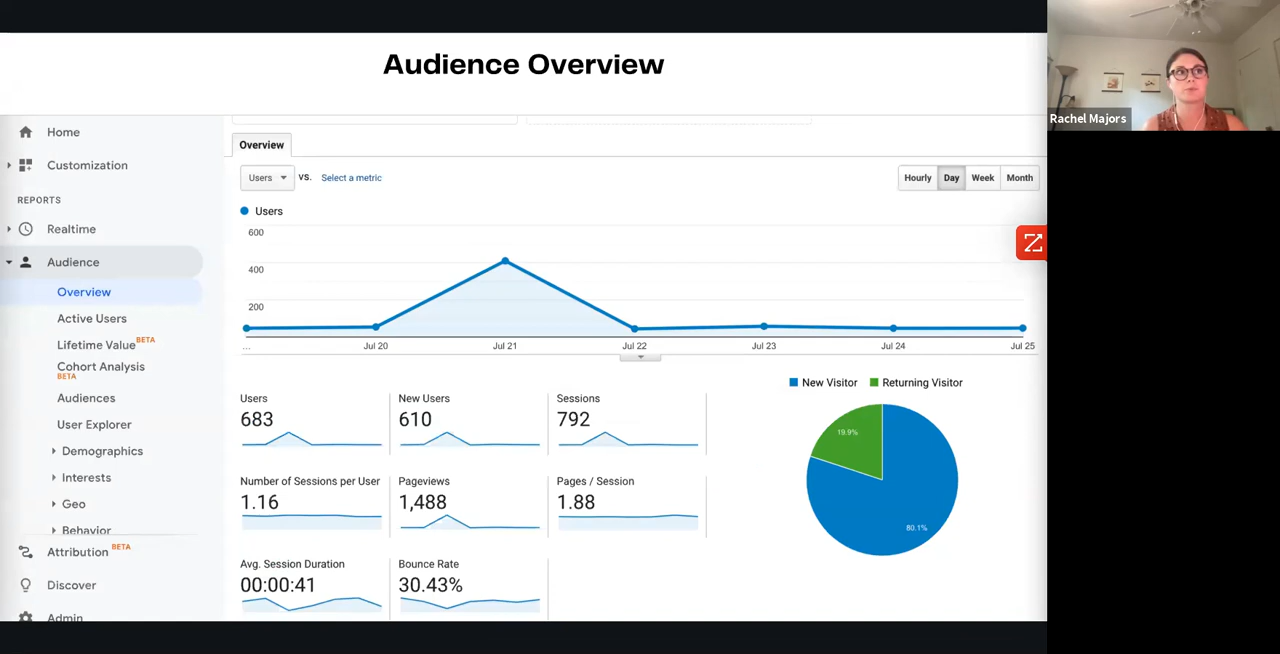 Audience Overview
Rachel Majors
Home
Customization
REPORTS
Realtime
Audience
Overview
Active Users
Lifetime Value BETA
Cohort Analysis
BETA
Audiences
User Explorer
Demographics
Interests
Geo
Behavior
Attribution BETA
Discover
Admin
Overview
Users VS. Select a metric
Hourly Day Week Month
Users
600
400
200
... Jul 20 Jul 21 Jul 22 Jul 23 Jul 24 Jul 25
New Visitor Returning Visitor
Users
683
New Users
610
Sessions
792
Number of Sessions per User
1.16
Pageviews
1,488
Pages / Session
1.88
Avg. Session Duration
00:00:41
Bounce Rate
30.43%
19.9%
80.1%